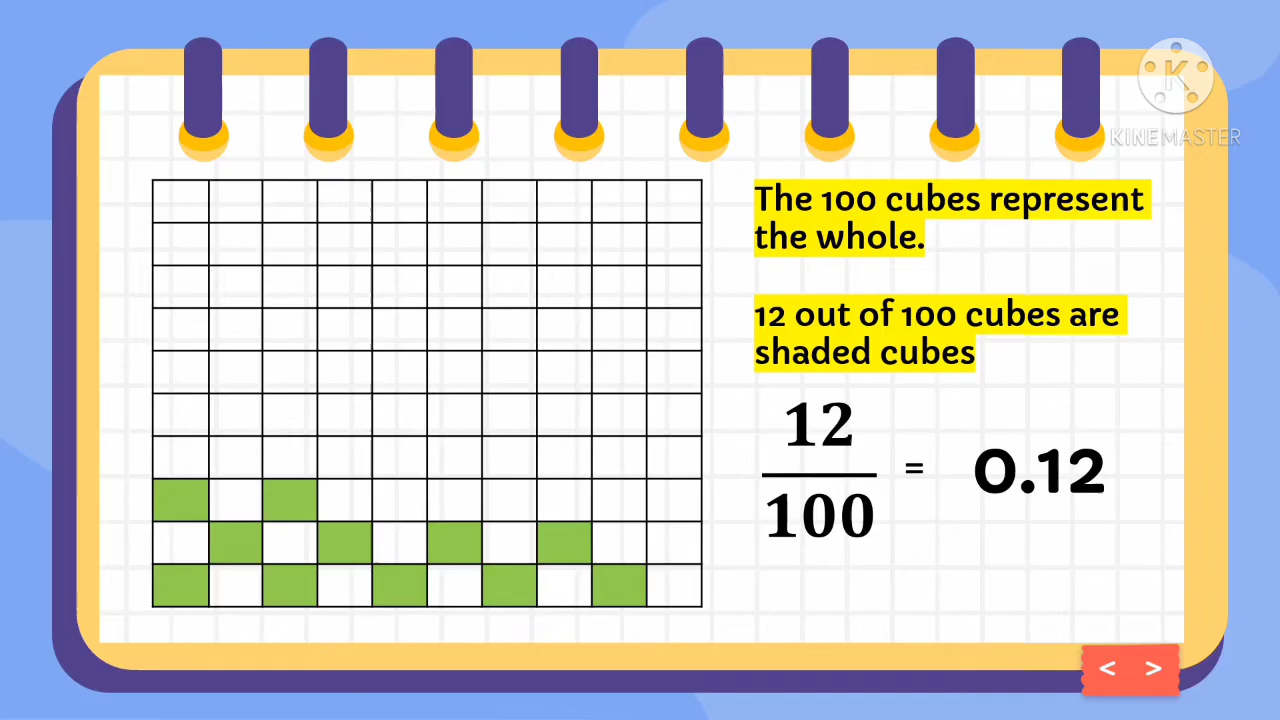 K
KINEMASTER
The 100 cubes represent
the whole.
12 out of 100 cubes are
shaded cubes
12
100
=
0.12
< >